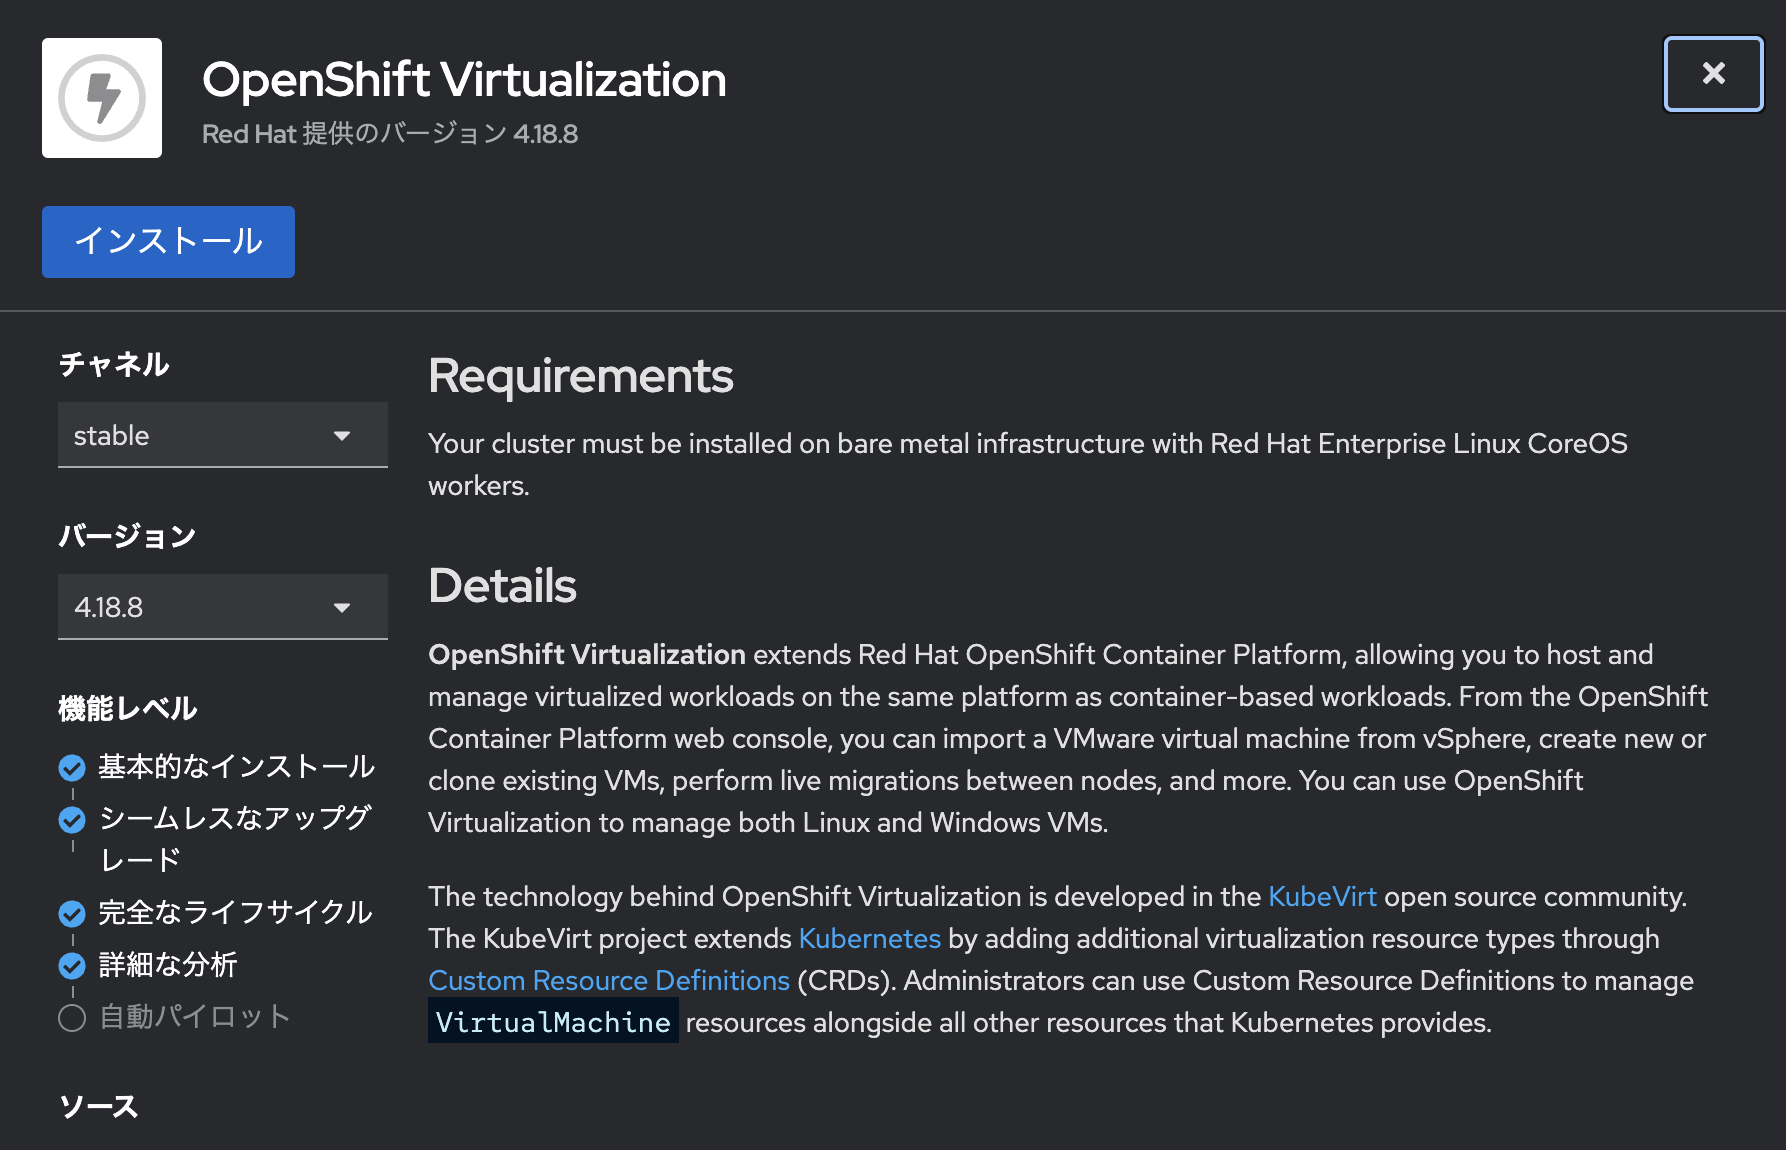 OpenShift Virtualization
Red Hat 提供のバージョン 4.18.8
インストール
チャネル
stable
バージョン
4.18.8
機能レベル
基本的なインストール
シームレスなアップグ
レード
完全なライフサイクル
詳細な分析
自動パイロット
ソース
Requirements
Your cluster must be installed on bare metal infrastructure with Red Hat Enterprise Linux CoreOS
workers.
Details
OpenShift Virtualization extends Red Hat OpenShift Container Platform, allowing you to host and
manage virtualized workloads on the same platform as container-based workloads. From the OpenShift
Container Platform web console, you can import a VMware virtual machine from vSphere, create new or
clone existing VMs, perform live migrations between nodes, and more. You can use OpenShift
Virtualization to manage both Linux and Windows VMs.
The technology behind OpenShift Virtualization is developed in the KubeVirt open source community.
The KubeVirt project extends Kubernetes by adding additional virtualization resource types through
Custom Resource Definitions (CRDs). Administrators can use Custom Resource Definitions to manage
VirtualMachine resources alongside all other resources that Kubernetes provides.